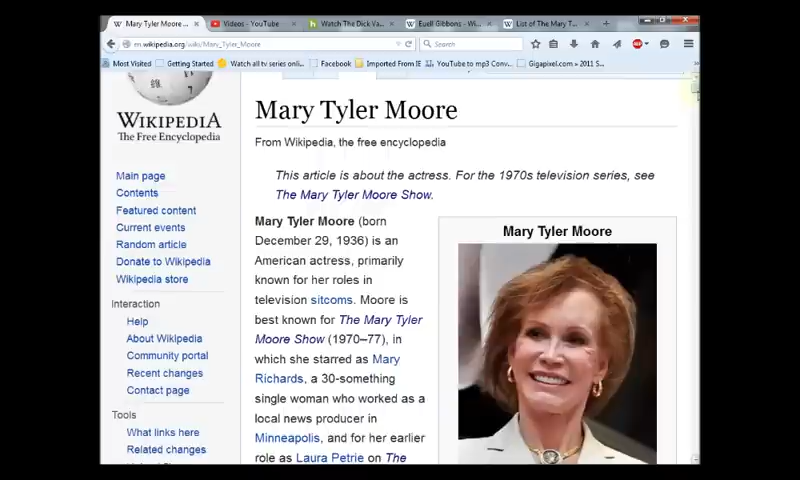 Mary Tyler Moore ...
Videos - YouTube
Watch The Dick Va...
Euell Gibbons - Wi...
List of The Mary T...
en.wikipedia.org/wiki/Mary_Tyler_Moore
Search
Most Visited
Getting Started
Watch all tv series onlin...
Facebook
Imported From IE
YouTube to mp3 Conv...
Gigapixel.com » 2011 S...
WIKIPEDIA
The Free Encyclopedia
Main page
Contents
Featured content
Current events
Random article
Donate to Wikipedia
Wikipedia store
Interaction
Help
About Wikipedia
Community portal
Recent changes
Contact page
Tools
What links here
Related changes
Mary Tyler Moore
From Wikipedia, the free encyclopedia
This article is about the actress. For the 1970s television series, see
The Mary Tyler Moore Show.
Mary Tyler Moore (born
December 29, 1936) is an
American actress, primarily
known for her roles in
television sitcoms. Moore is
best known for The Mary Tyler
Moore Show (1970–77), in
which she starred as Mary
Richards, a 30-something
single woman who worked as a
local news producer in
Minneapolis, and for her earlier
role as Laura Petrie on The
Mary Tyler Moore